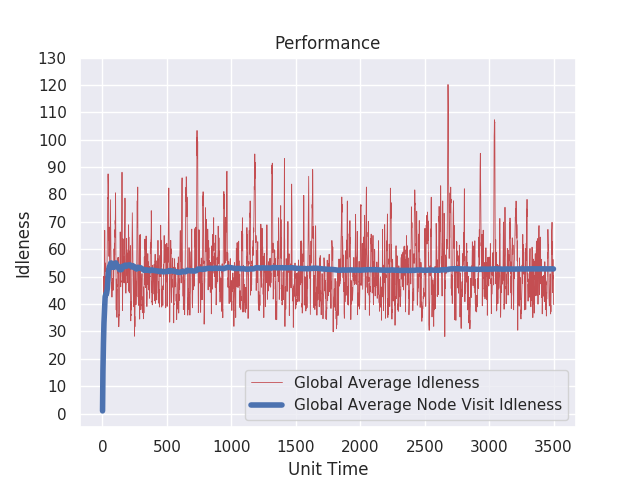 Performance
130
120
110
100
90
80
70
60
50
40
30
20
10
0
Idleness
Global Average Idleness
Global Average Node Visit Idleness
0 500 1000 1500 2000 2500 3000 3500
Unit Time